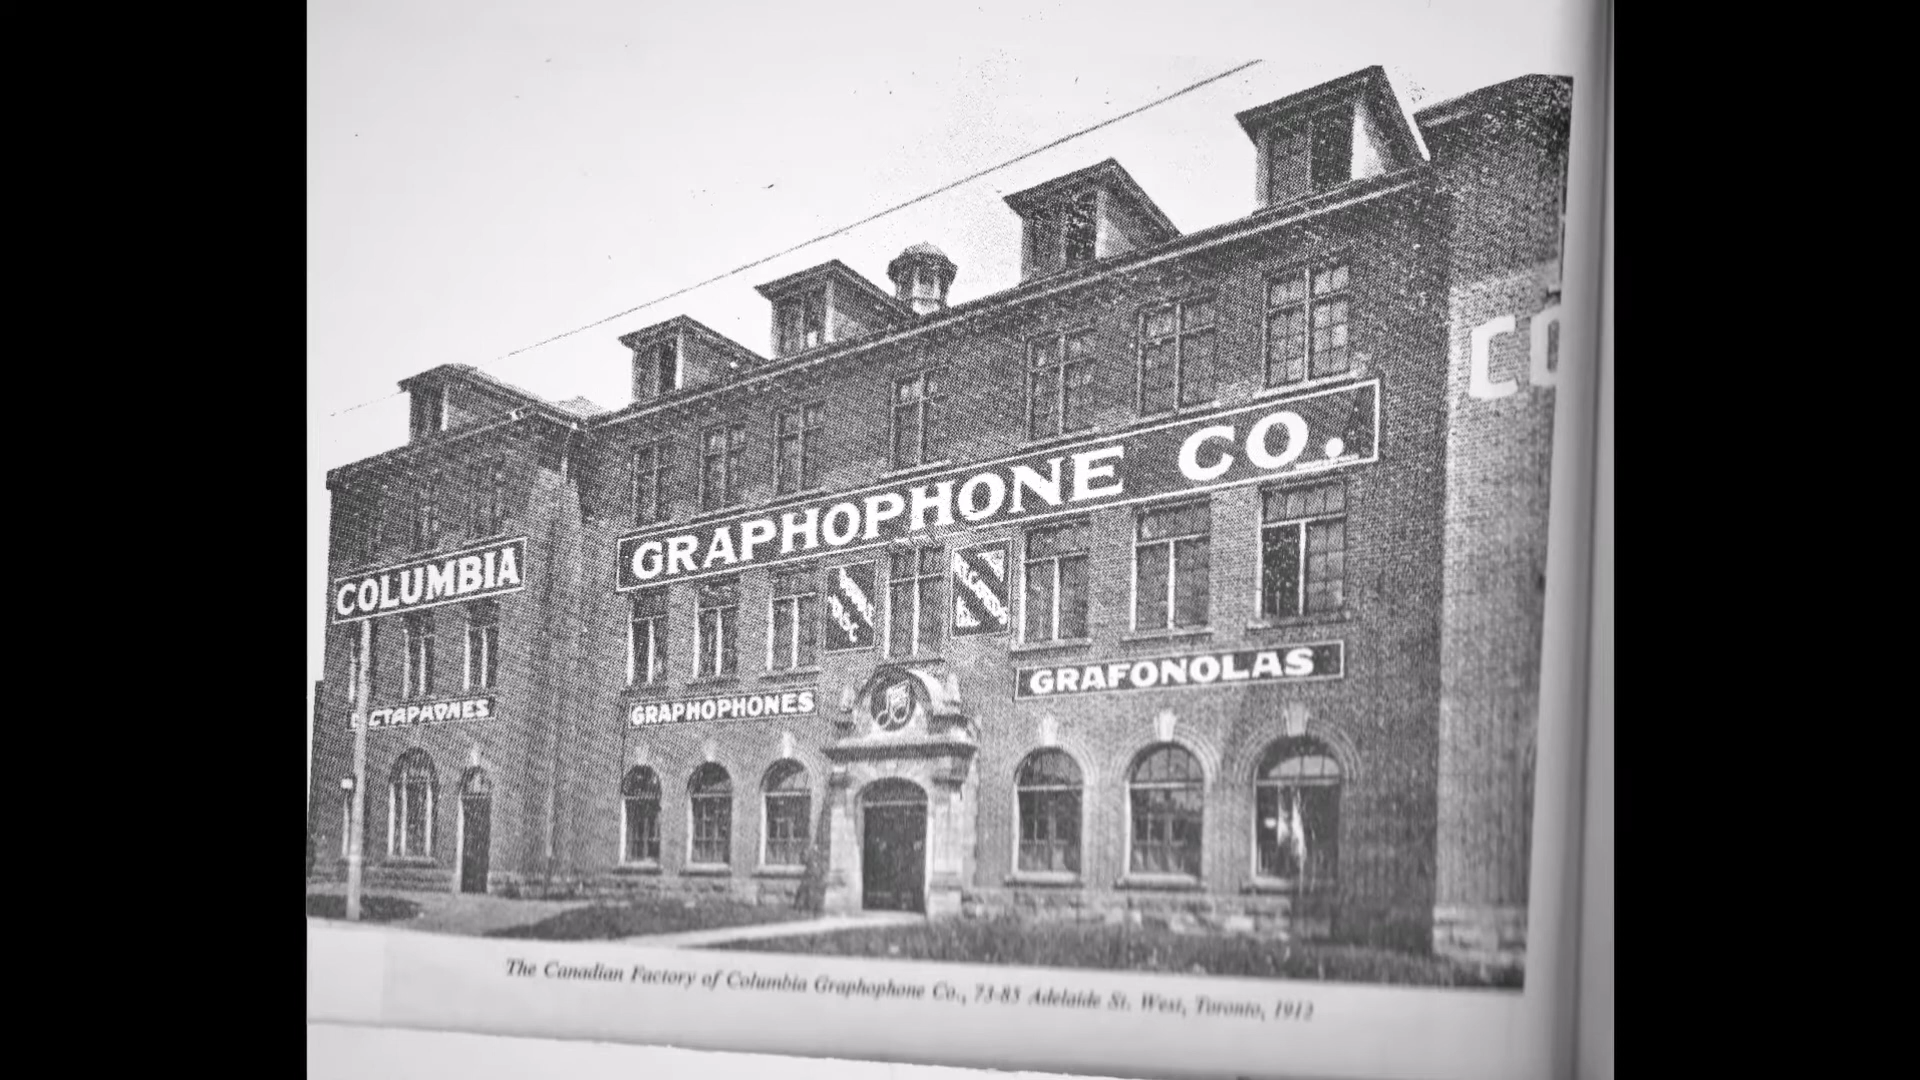 COLUMBIA
GRAPHOPHONE CO.
CO
GRAPHOPHONES
GRAFONOLAS
The Canadian Factory of Columbia Graphophone Co., 73-85 Adelaide St. West, Toronto, 1912